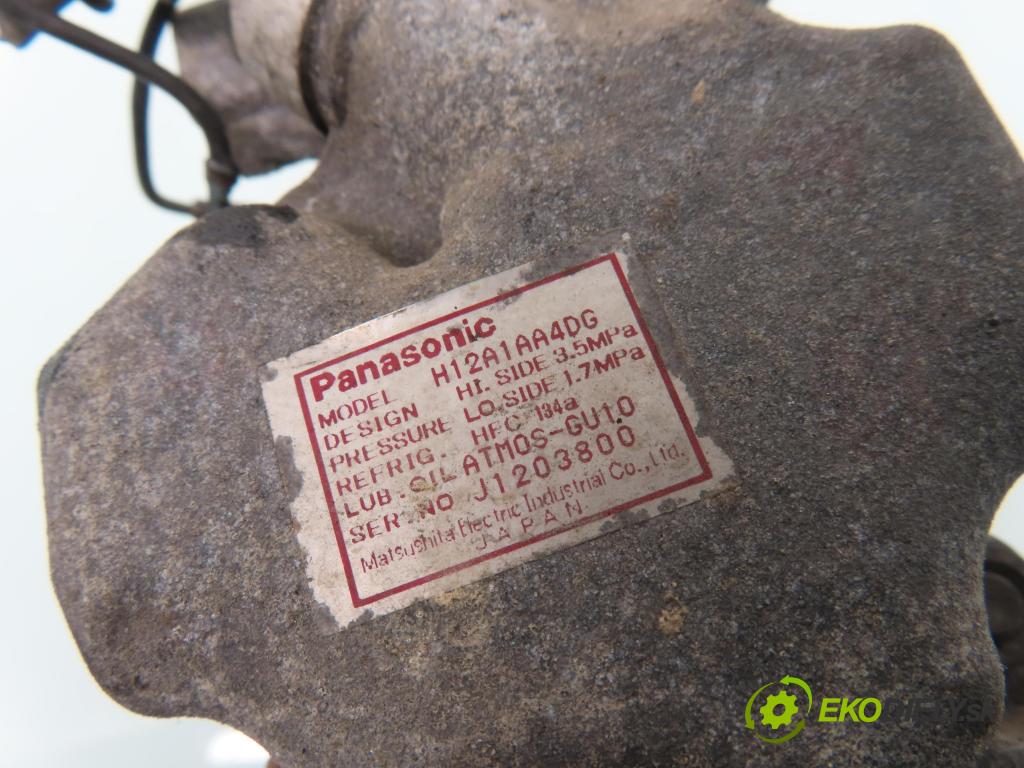 Panasonic
MODEL H12A1AA4DG
DESIGN HI. SIDE 3.5MPa
PRESSURE LO.SIDE 1.7MPa
REFRIG. HFC 134a
LUB.OIL ATMOS-GU10
SER.NO J1203800
Matsushita Electric Industrial Co.,Ltd.
JAPAN
EKO